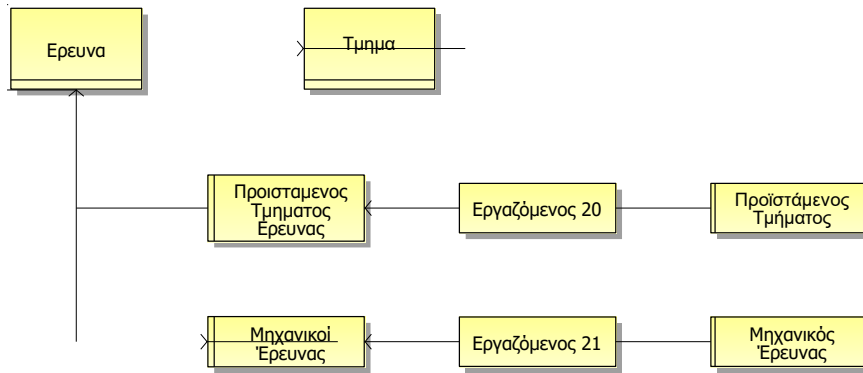 Ερευνα
Τμημα
Προισταμενος
Τμηματος
Ερευνας
Εργαζόμενος 20
Προϊστάμενος
Τμήματος
Μηχανικοί
Έρευνας
Εργαζόμενος 21
Μηχανικός
Έρευνας